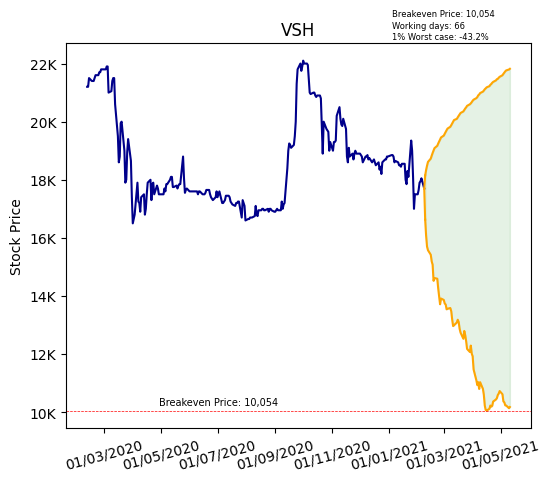 Breakeven Price: 10,054
Working days: 66
1% Worst case: -43.2%
VSH
Stock Price
22K
20K
18K
16K
14K
12K
10K
Breakeven Price: 10,054
01/03/2020 01/05/2020 01/07/2020 01/09/2020 01/11/2020 01/01/2021 01/03/2021 01/05/2021